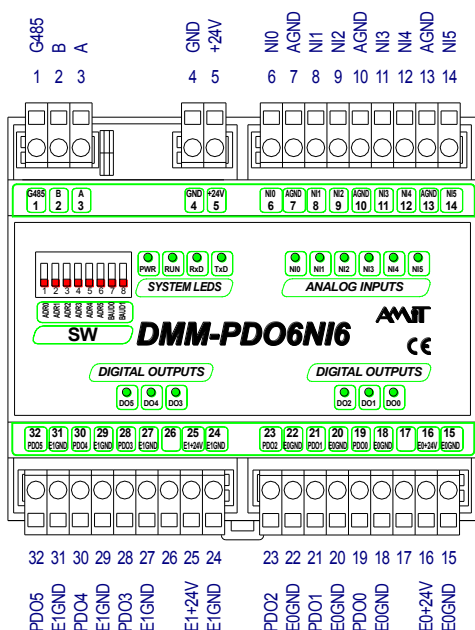 G485 B A GND +24V NI0 AGND NI1 NI2 AGND NI3 NI4 AGND NI5
1 2 3 4 5 6 7 8 9 10 11 12 13 14
G485 B A GND +24V NI0 AGND NI1 NI2 AGND NI3 NI4 AGND NI5
1 2 3 4 5 6 7 8 9 10 11 12 13 14
PWR RUN RxD TxD NI0 NI1 NI2 NI3 NI4 NI5
1 2 3 4 5 6 7 8
SYSTEM LEDS ANALOG INPUTS
ADR0 ADR1 ADR2 ADR3 ADR4 ADR5 BAUD0 BAUD1
AMiT
SW DMM-PDO6NI6
CE
DIGITAL OUTPUTS DIGITAL OUTPUTS
DO5 DO4 DO3 DO2 DO1 DO0
32 31 30 29 28 27 26 25 24 23 22 21 20 19 18 17 16 15
PDO5 E1GND PDO4 E1GND PDO3 E1GND E1+24V E1GND PDO2 E0GND PDO1 E0GND PDO0 E0GND E0+24V E0GND
32 31 30 29 28 27 26 25 24 23 22 21 20 19 18 17 16 15
PDO5 E1GND PDO4 E1GND PDO3 E1GND E1+24V E1GND PDO2 E0GND PDO1 E0GND PDO0 E0GND E0+24V E0GND